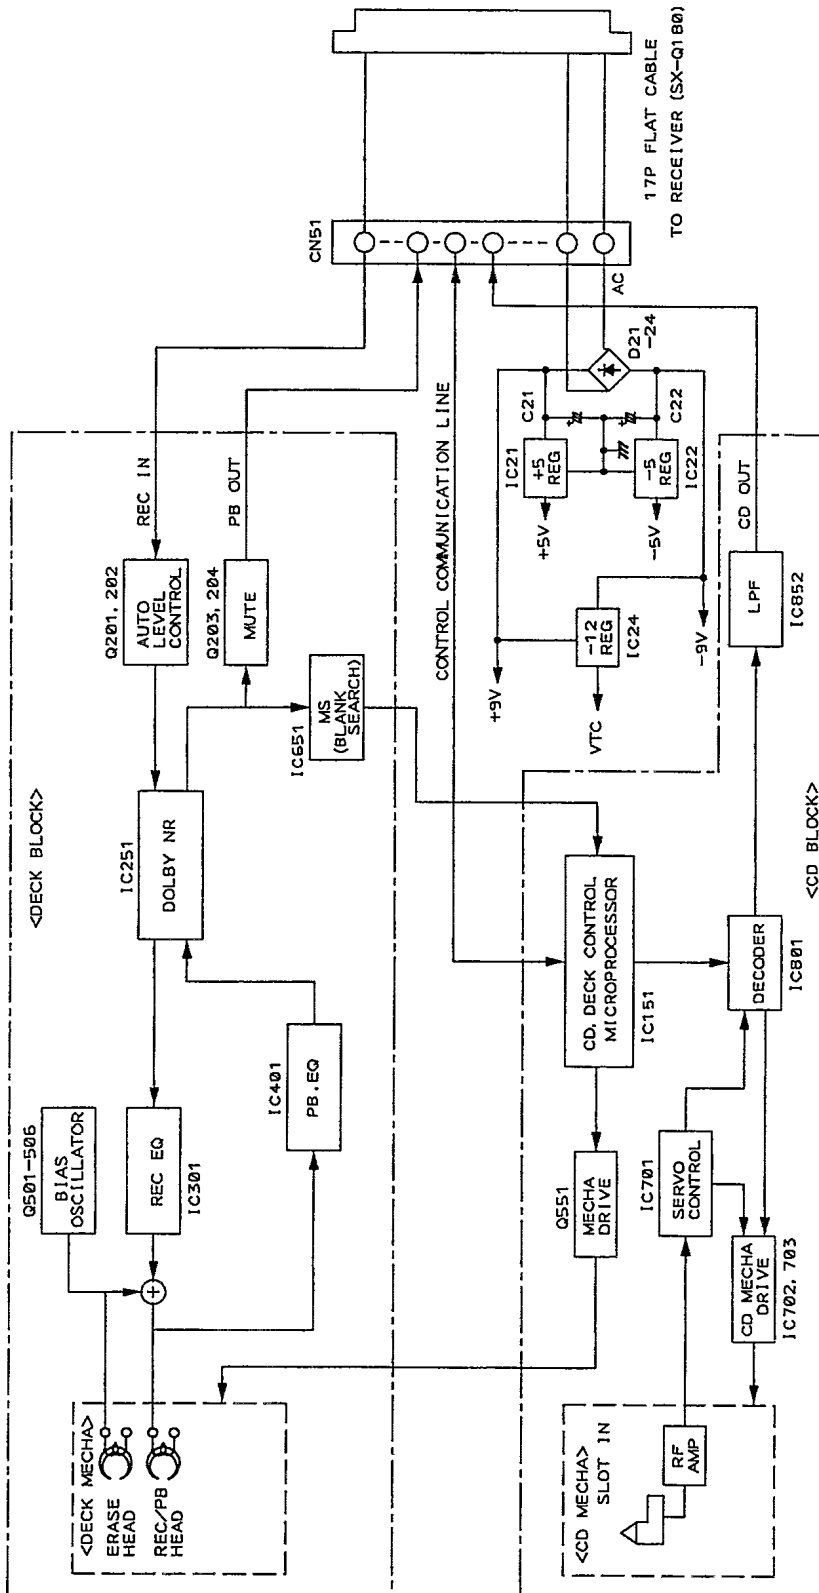 <DECK BLOCK>
<DECK MECHA>
ERASE
HEAD
REC/PB
HEAD
Q501-506
BIAS
OSCILLATOR
REC EQ
IC301
IC401
PB.EQ
IC251
DOLBY NR
Q201, 202
AUTO
LEVEL
CONTROL
REC IN
Q203, 204
MUTE
PB OUT
IC651
MS
(BLANK
SEARCH)
CN51
AC
17P FLAT CABLE
TO RECEIVER (SX-Q180)
CONTROL COMMUNICATION LINE
+9V
VTC
-12
REG
IC24
-9V
IC21
+5
REG
+5V
C21
+
+
C22
-5
REG
IC22
-5V
D21
-24
Q551
MECHA
DRIVE
CD, DECK CONTROL
MICROPROCESSOR
IC151
<CD MECHA>
SLOT IN
RF
AMP
IC701
SERVO
CONTROL
CD MECHA
DRIVE
IC702, 703
DECODER
IC801
LPF
IC852
CD OUT
<CD BLOCK>